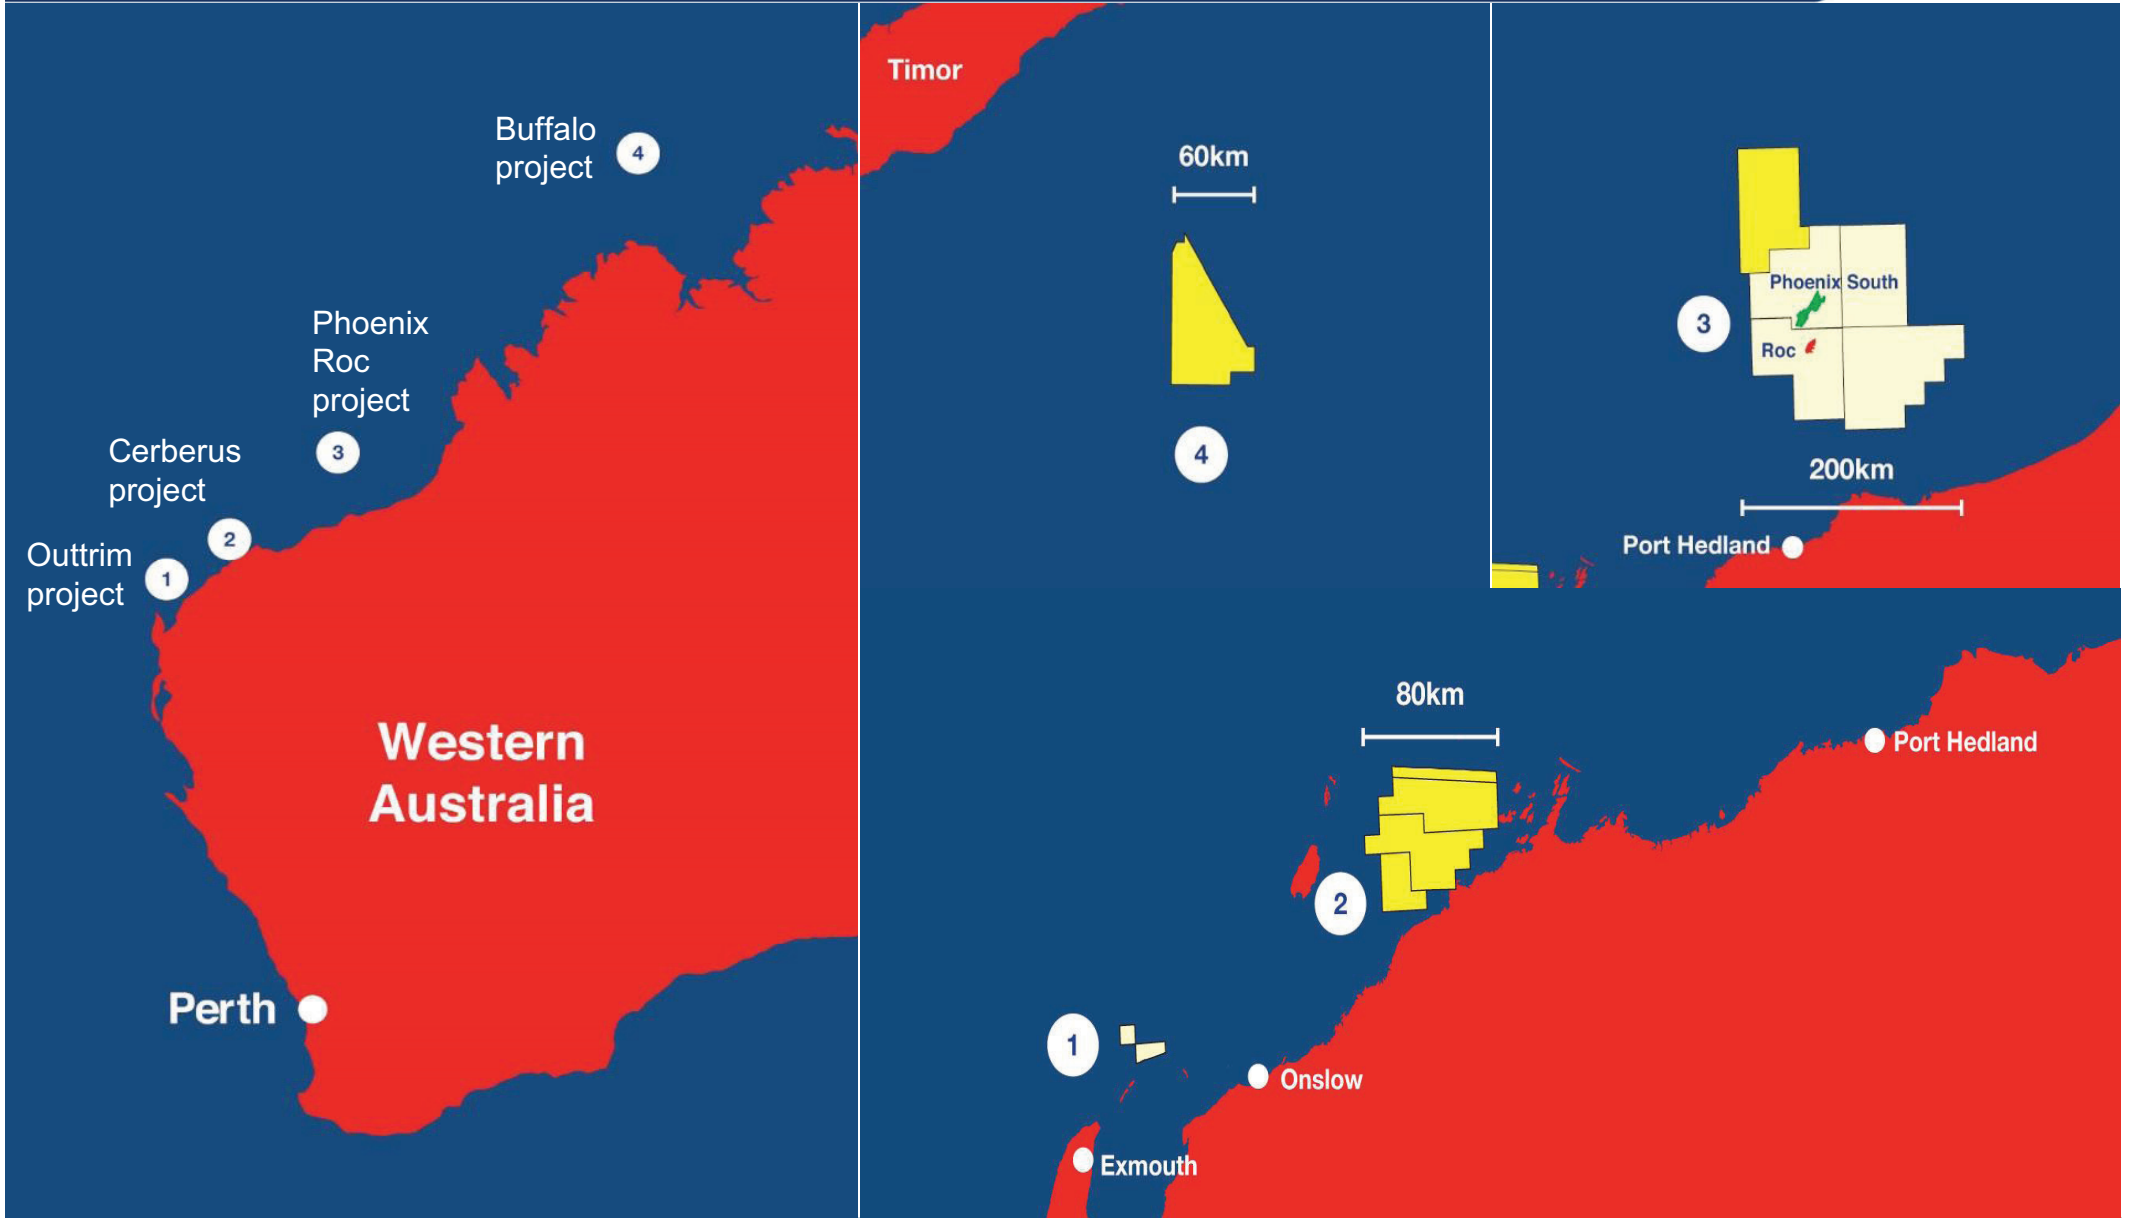 Buffalo
project
4
Phoenix
Roc
project
3
Cerberus
project
2
Outtrim
project
1
Western
Australia
Perth
Timor
60km
4
Phoenix South
3
Roc
200km
Port Hedland
80km
Port Hedland
2
1
Onslow
Exmouth